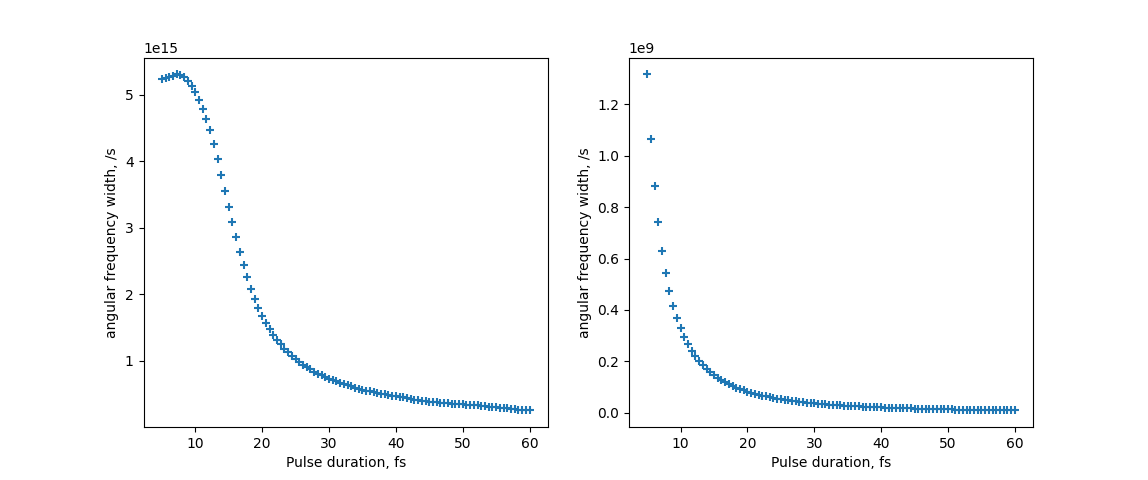 1e15
5
4
3
2
1
angular frequency width, /s
10 20 30 40 50 60
Pulse duration, fs
1e9
1.2
1.0
0.8
0.6
0.4
0.2
0.0
angular frequency width, /s
10 20 30 40 50 60
Pulse duration, fs